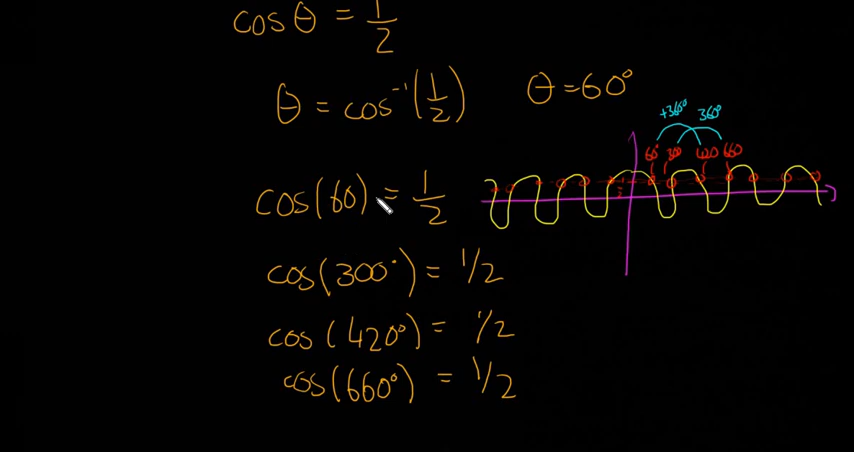 cos θ = 1/2
θ = cos⁻¹(1/2)
θ = 60°
+360° 360°
60° 300 420 660
cos(60) = 1/2
cos(300°) = 1/2
cos(420°) = 1/2
cos(660°) = 1/2